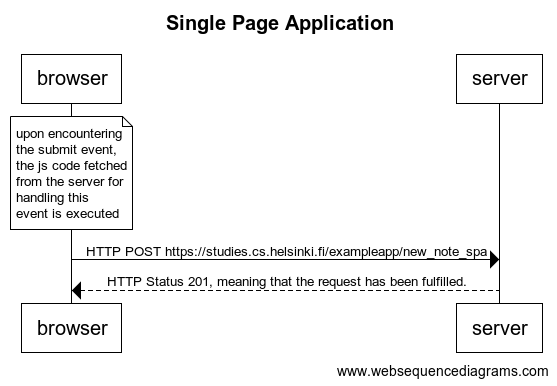 Single Page Application
browser
server
upon encountering
the submit event,
the js code fetched
from the server for
handling this
event is executed
HTTP POST https://studies.cs.helsinki.fi/exampleapp/new_note_spa
HTTP Status 201, meaning that the request has been fulfilled.
browser
server
www.websequencediagrams.com